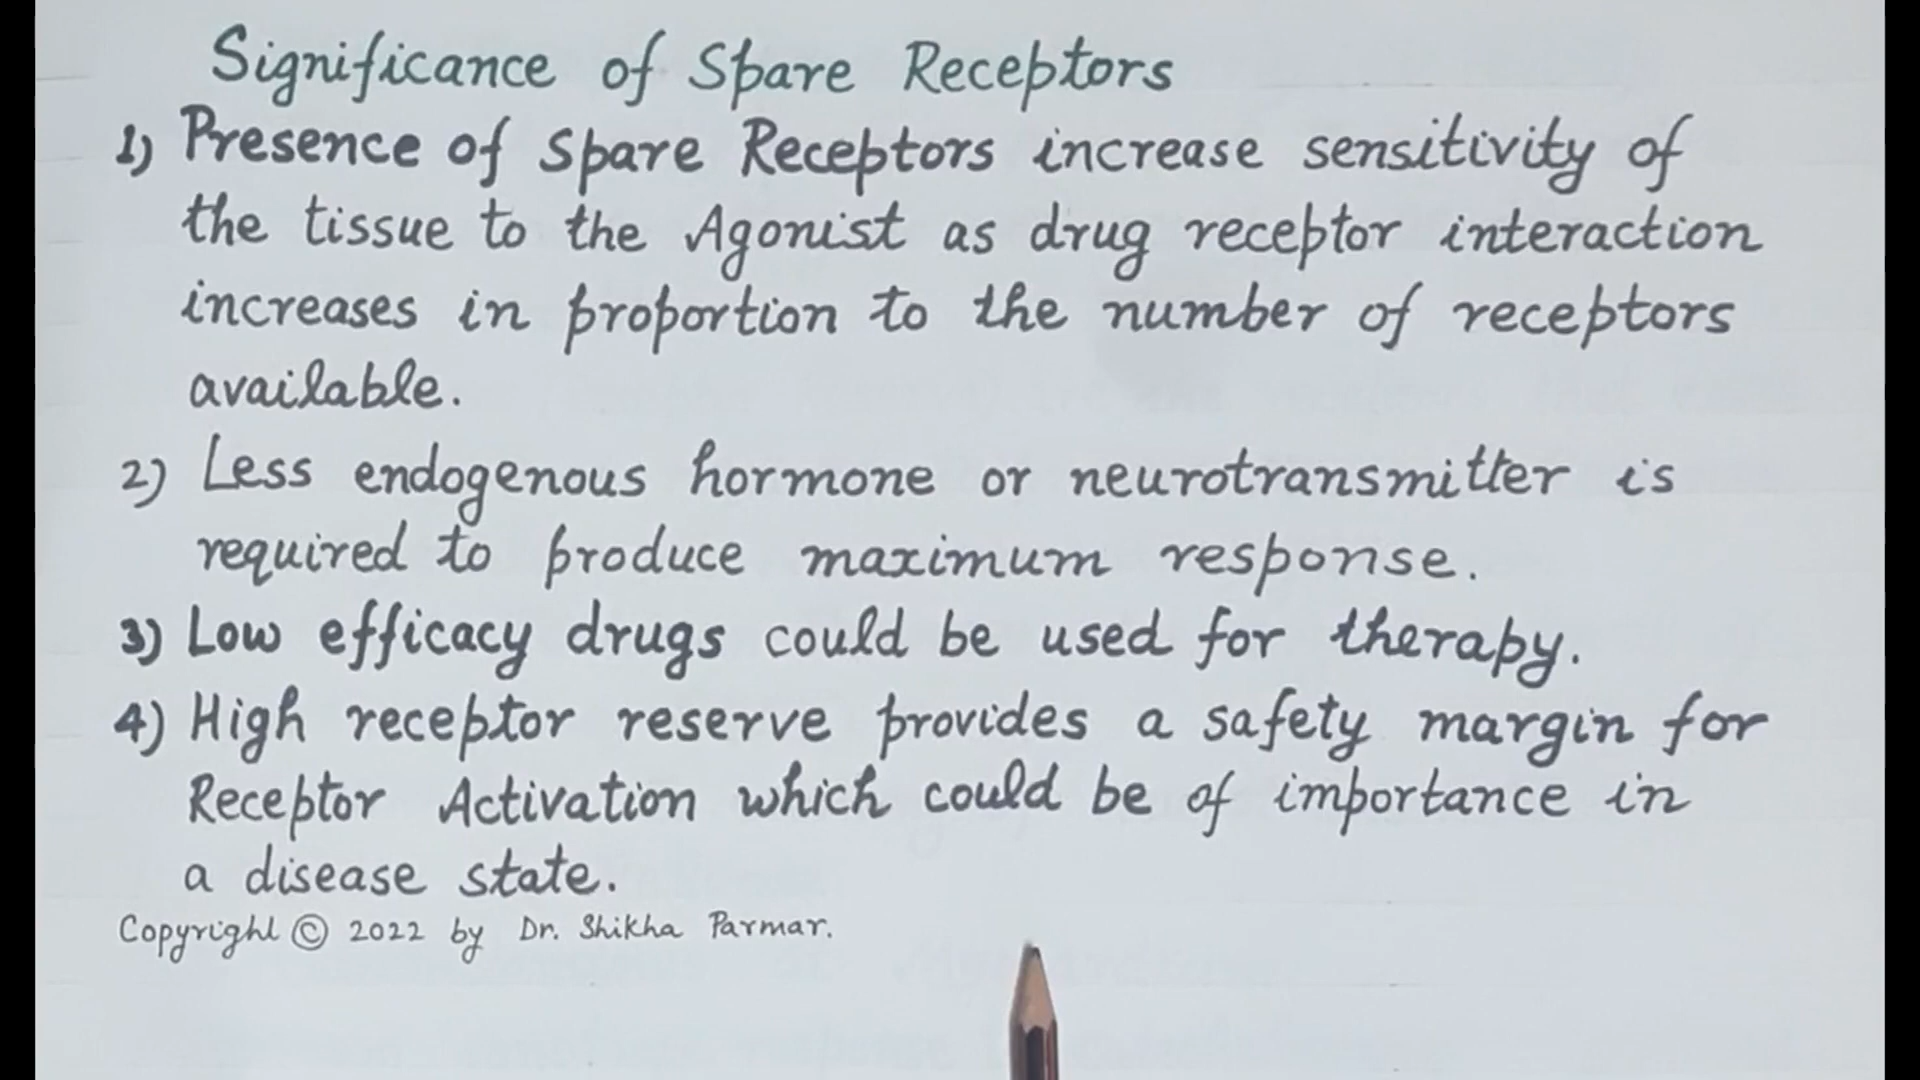 Significance of Spare Receptors
1) Presence of Spare Receptors increase sensitivity of
the tissue to the Agonist as drug receptor interaction
increases in proportion to the number of receptors
available.
2) Less endogenous hormone or neurotransmitter is
required to produce maximum response.
3) Low efficacy drugs could be used for therapy.
4) High receptor reserve provides a safety margin for
Receptor Activation which could be of importance in
a disease state.
Copyright © 2022 by Dr. Shikha Parmar.